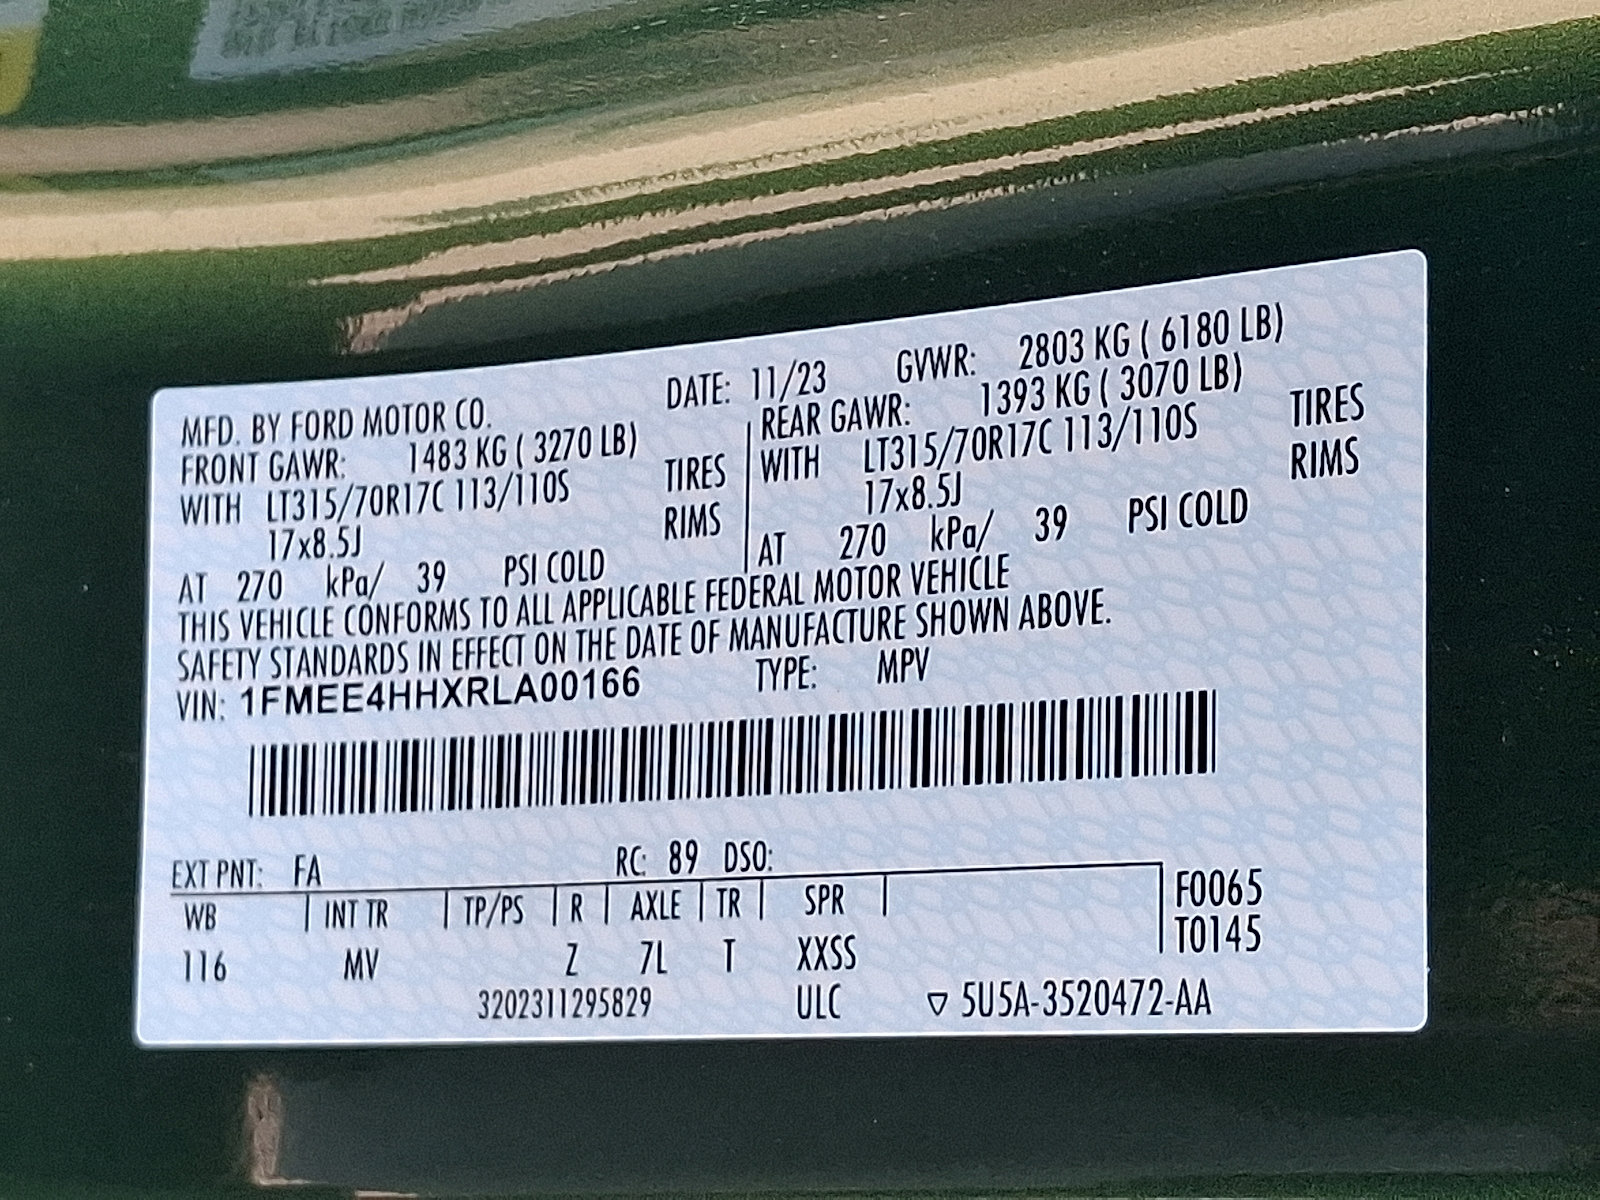 MFD. BY FORD MOTOR CO. DATE: 11/23 GVWR: 2803 KG ( 6180 LB)
FRONT GAWR: 1483 KG ( 3270 LB) REAR GAWR: 1393 KG ( 3070 LB)
WITH LT315/70R17C 113/110S TIRES WITH LT315/70R17C 113/110S TIRES
17x8.5J RIMS 17x8.5J RIMS
AT 270 kPa/ 39 PSI COLD AT 270 kPa/ 39 PSI COLD
THIS VEHICLE CONFORMS TO ALL APPLICABLE FEDERAL MOTOR VEHICLE
SAFETY STANDARDS IN EFFECT ON THE DATE OF MANUFACTURE SHOWN ABOVE.
VIN: 1FMEE4HHXRLA00166 TYPE: MPV
EXT PNT: FA RC: 89 DSO:
WB INT TR TP/PS R AXLE TR SPR F0065
116 MV Z 7L T XXSS T0145
3202311295829 ULC ▽ 5U5A-3520472-AA